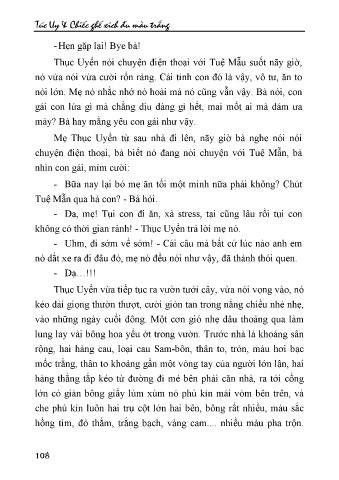 Túc Uy & Chiếc ghế xích đu màu trắng
-Hẹn gặp lại! Bye bà!
Thục Uyển nói chuyện điện thoại với Tuệ Mẫu suốt nãy giờ,
nó vừa nói vừa cười rôn rảng. Cái tính con đó là vậy, vô tư, ăn to
nói lớn. Mẹ nó nhắc nhở nó hoài mà nó cũng vẫn vậy. Bà nói, con
gái con lứa gì mà chẳng dịu dàng gì hết, mai mốt ai mà dám ưa
mày? Bà hay mắng yêu con gái như vậy.
Mẹ Thục Uyển từ sau nhà đi lên, nãy giờ bà nghe nói nói
chuyện điện thoại, bà biết nó đang nói chuyện với Tuệ Mẫn, bà
nhìn con gái, mỉm cười:
- Bữa nay lại bỏ mẹ ăn tối một mình nữa phải không? Chút
Tuệ Mẫn qua hả con? - Bà hỏi.
- Dạ, mẹ! Tụi con đi ăn, xả stress, tại cũng lâu rồi tụi con
không có thời gian rảnh! - Thục Uyển trả lời mẹ nó.
- Uhm, đi sớm về sớm! - Cái câu mà bất cứ lúc nào anh em
nó dắt xe ra đi đâu đó, mẹ nó đều nói như vậy, đã thành thói quen.
- Dạ…!!!
Thục Uyển vừa tiếp tục ra vườn tưới cây, vừa nói vọng vào, nó
kéo dài giọng thườn thượt, cười giòn tan trong nắng chiều nhè nhẹ,
vào những ngày cuối đông. Một cơn gió nhẹ đâu thoáng qua làm
lung lay vài bông hoa yếu ớt trong vườn. Trước nhà là khoảng sân
rộng, hai hàng cau, loại cau Sam-bôn, thân to, tròn, màu hơi bạc
mốc trắng, thân to khoảng gần một vòng tay của người lớn lận, hai
hàng thẳng tắp kéo từ đường đi mé bên phải căn nhà, ra tới cổng
lớn có giàn bông giấy lùm xùm nó phủ kín mái vòm bên trên, và
che phủ kín luôn hai trụ cột lớn hai bên, bông rất nhiều, màu sắc
hồng tím, đỏ thắm, trắng bạch, vàng cam.... nhiều màu pha trộn.
108